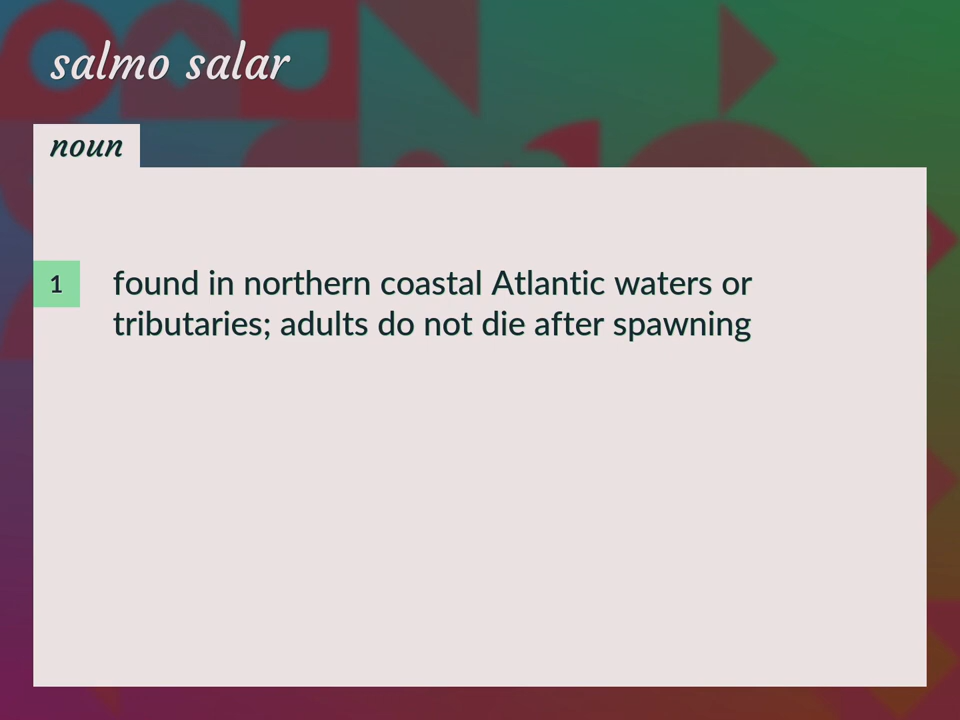 salmo salar
noun
1
found in northern coastal Atlantic waters or
tributaries; adults do not die after spawning